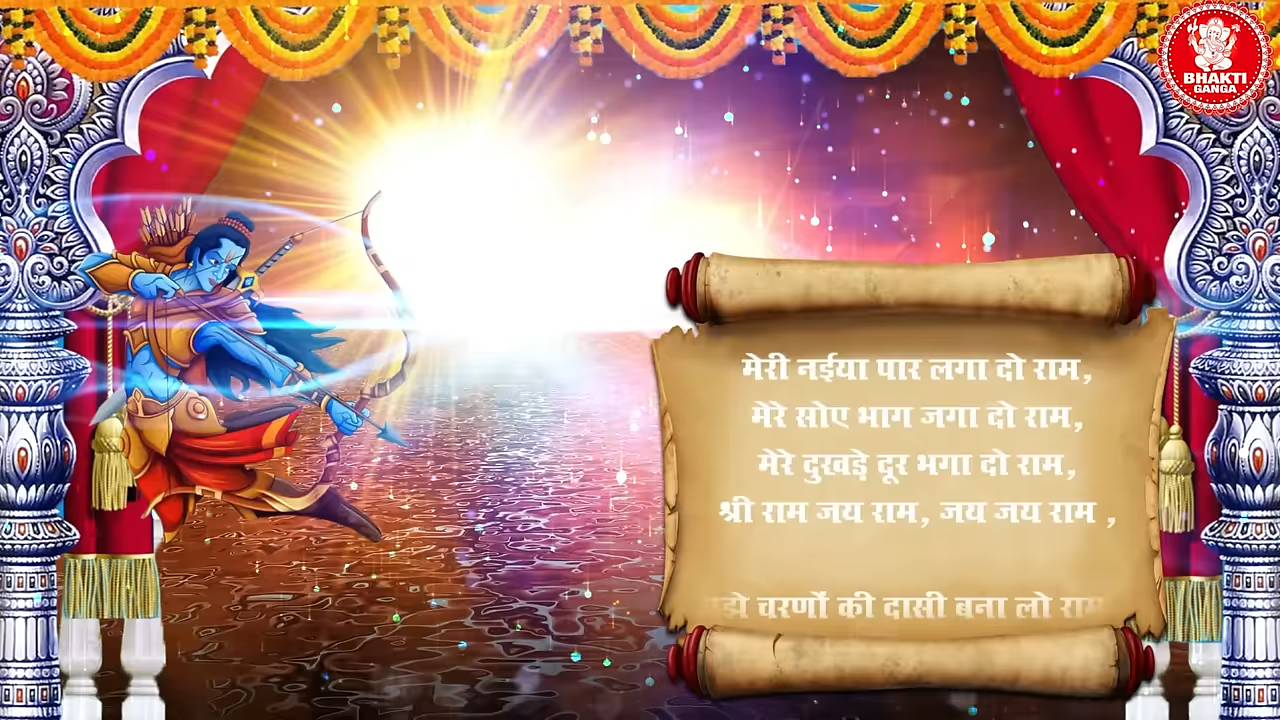 BHAKTI
GANGA
मेरी नईया पार लगा दो राम,
मेरे सोए भाग जगा दो राम,
मेरे दुखड़े दूर भगा दो राम,
श्री राम जय राम, जय जय राम ,
चरणों की दासी बना लो राम